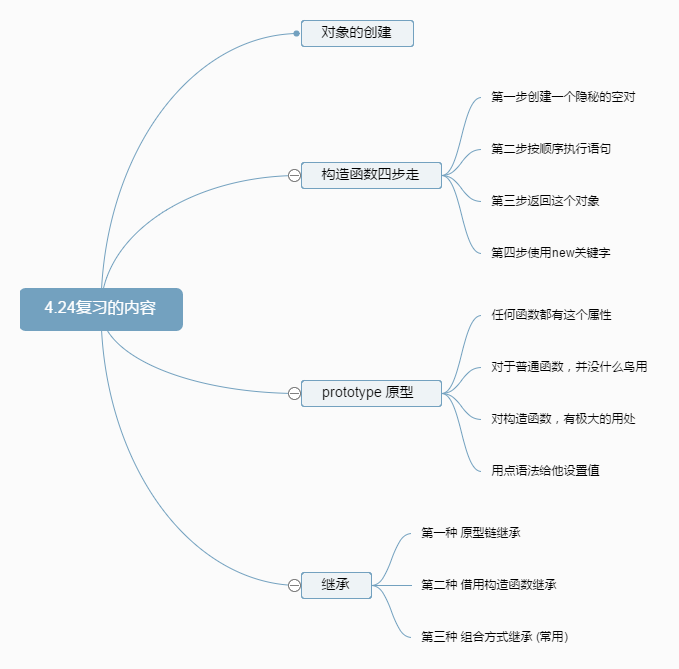 4.24复习的内容
对象的创建
构造函数四步走
第一步创建一个隐秘的空对
第二步按顺序执行语句
第三步返回这个对象
第四步使用new关键字
prototype 原型
任何函数都有这个属性
对于普通函数，并没什么鸟用
对构造函数，有极大的用处
用点语法给他设置值
继承
第一种 原型链继承
第二种 借用构造函数继承
第三种 组合方式继承 (常用)